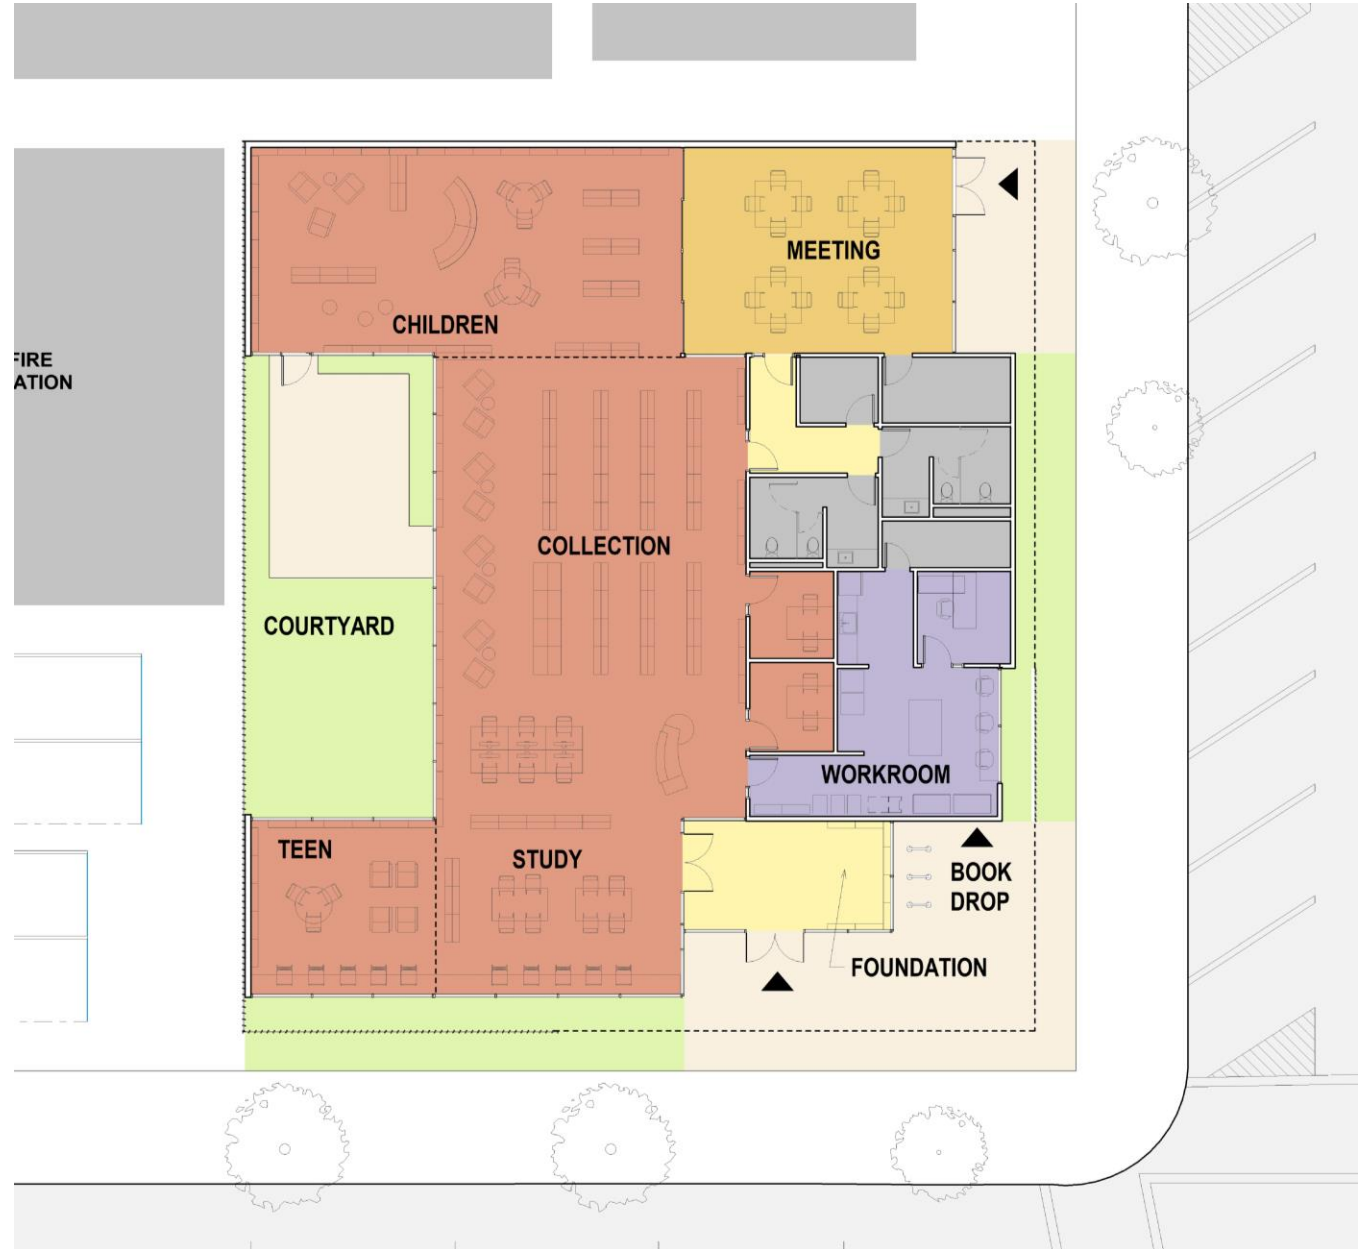 MEETING
CHILDREN
FIRE
ATION
COLLECTION
COURTYARD
WORKROOM
TEEN
STUDY
BOOK
DROP
FOUNDATION